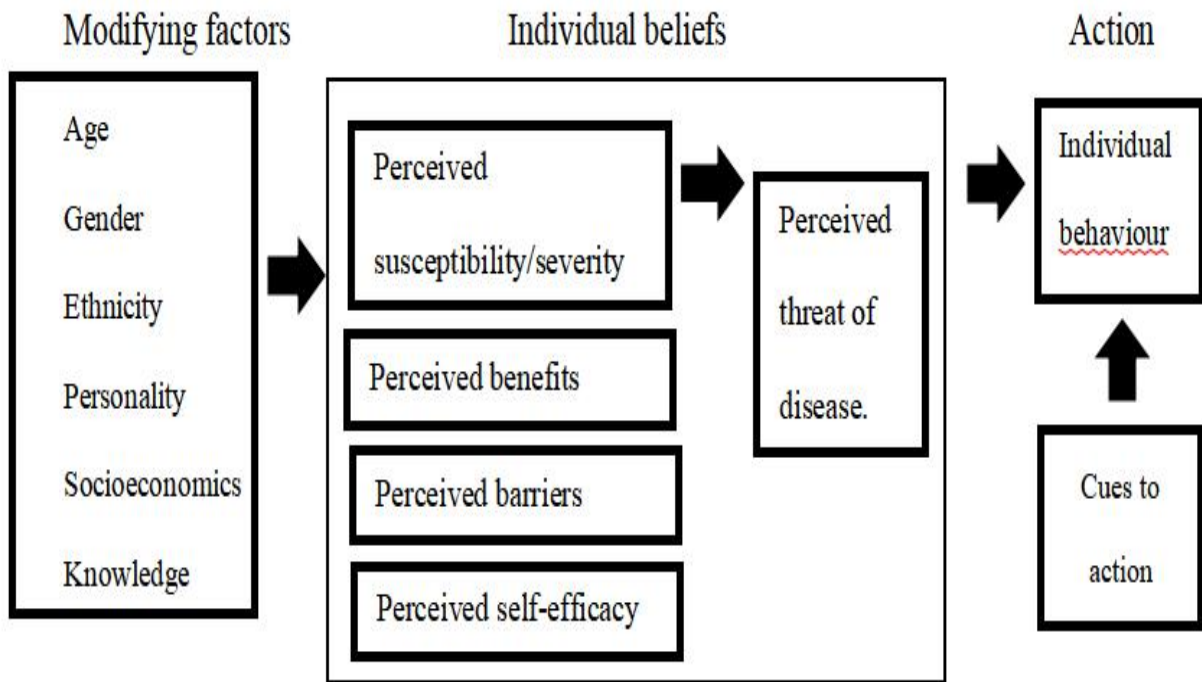 Modifying factors
Individual beliefs
Action
Age
Gender
Ethnicity
Personality
Socioeconomics
Knowledge
Perceived
susceptibility/severity
Perceived benefits
Perceived barriers
Perceived self-efficacy
Perceived
threat of
disease.
Individual
behaviour
Cues to
action